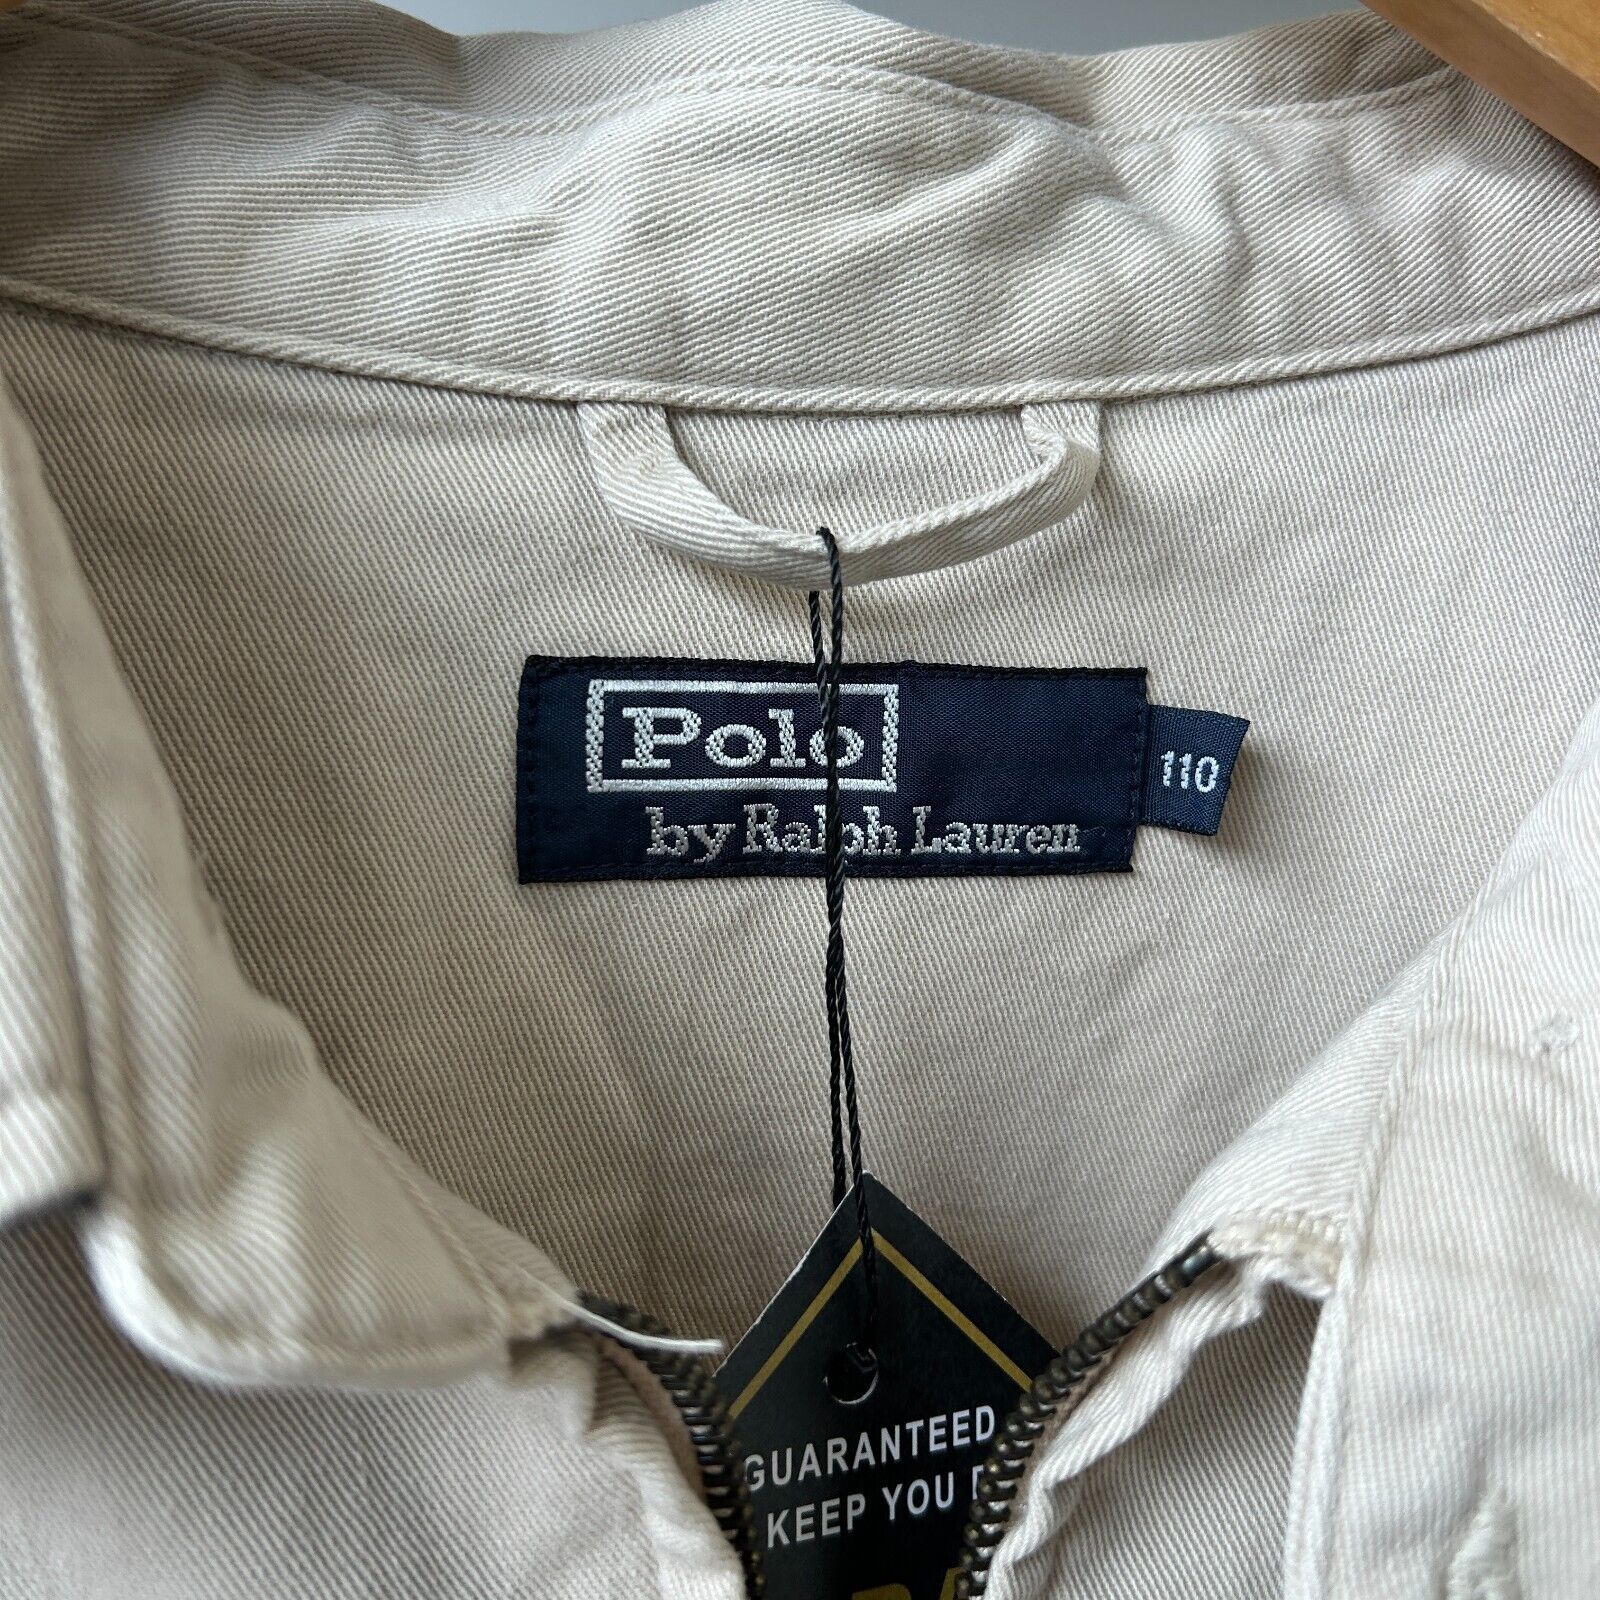 Polo
by Ralph Lauren
110
GUARANTEED
KEEP YOU